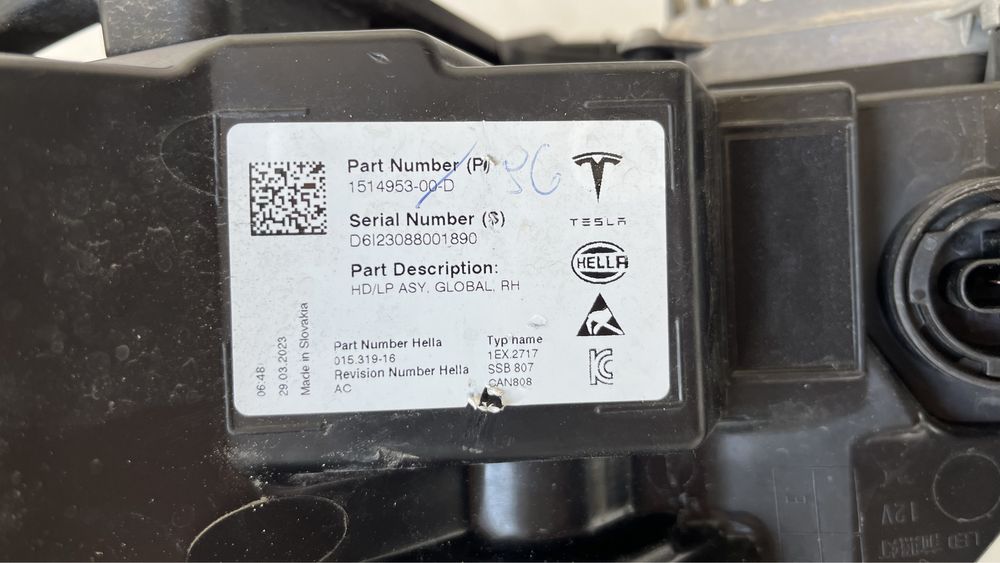 Part Number (P)
1514953-00-D
36
Serial Number (S)
D6I23088001890
Part Description:
HD/LP ASY, GLOBAL, RH
TESLA
HELLA
Part Number Hella
015.319-16
Revision Number Hella
AC
Typ name
1EX.2717
SSB 807
CAN808
06:48
29.03.2023
Made in Slovakia
12V
LED